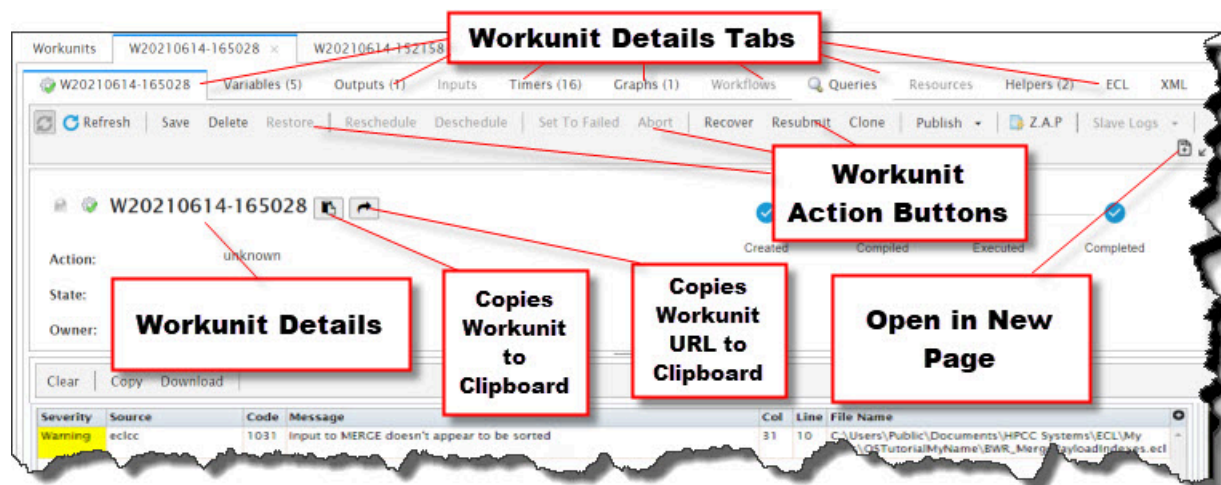 Workunit Details Tabs
Workunits W20210614-165028 × W20210614-152158
W20210614-165028 Variables (5) Outputs (1) Inputs Timers (16) Graphs (1) Workflows Queries Resources Helpers (2) ECL XML
Refresh Save Delete Restore Reschedule Deschedule Set To Failed Abort Recover Resubmit Clone Publish Z.A.P Slave Logs
Workunit
Action Buttons
W20210614-165028
Created Compiled Executed Completed
Action: unknown
State:
Owner:
Workunit Details
Copies
Workunit
to
Clipboard
Copies
Workunit
URL to
Clipboard
Open in New
Page
Clear Copy Download
Severity Source Code Message Col Line File Name
Warning eclcc 1031 Input to MERGE doesn't appear to be sorted 31 10 C:\Users\Public\Documents\HPCC Systems\ECL\My
\OSTutorialMyName\BWR_MergePayloadIndexes.ecl